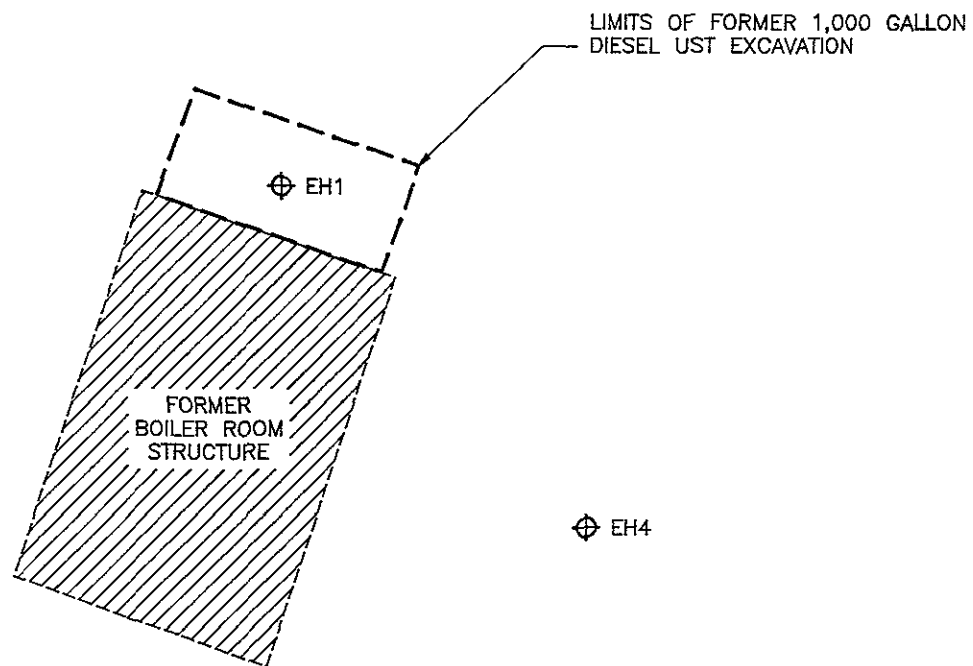 LIMITS OF FORMER 1,000 GALLON
DIESEL UST EXCAVATION
EH1
FORMER
BOILER ROOM
STRUCTURE
EH4